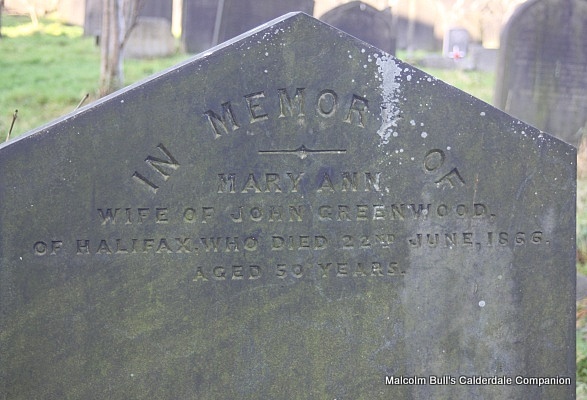 IN MEMORY OF
MARY ANN,
WIFE OF JOHN GREENWOOD,
OF HALIFAX, WHO DIED 22ND JUNE, 1866.
AGED 50 YEARS.
Malcolm Bull's Calderdale Companion